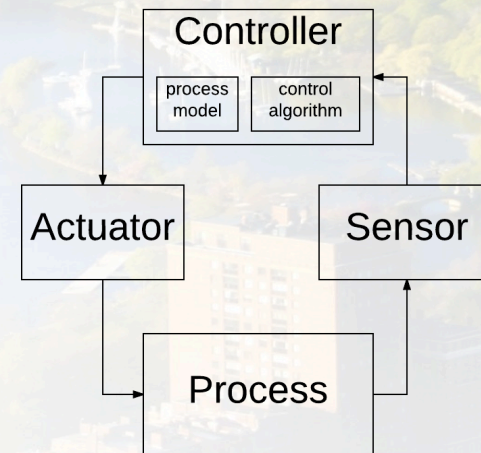 Controller
process
model
control
algorithm
Actuator
Sensor
Process